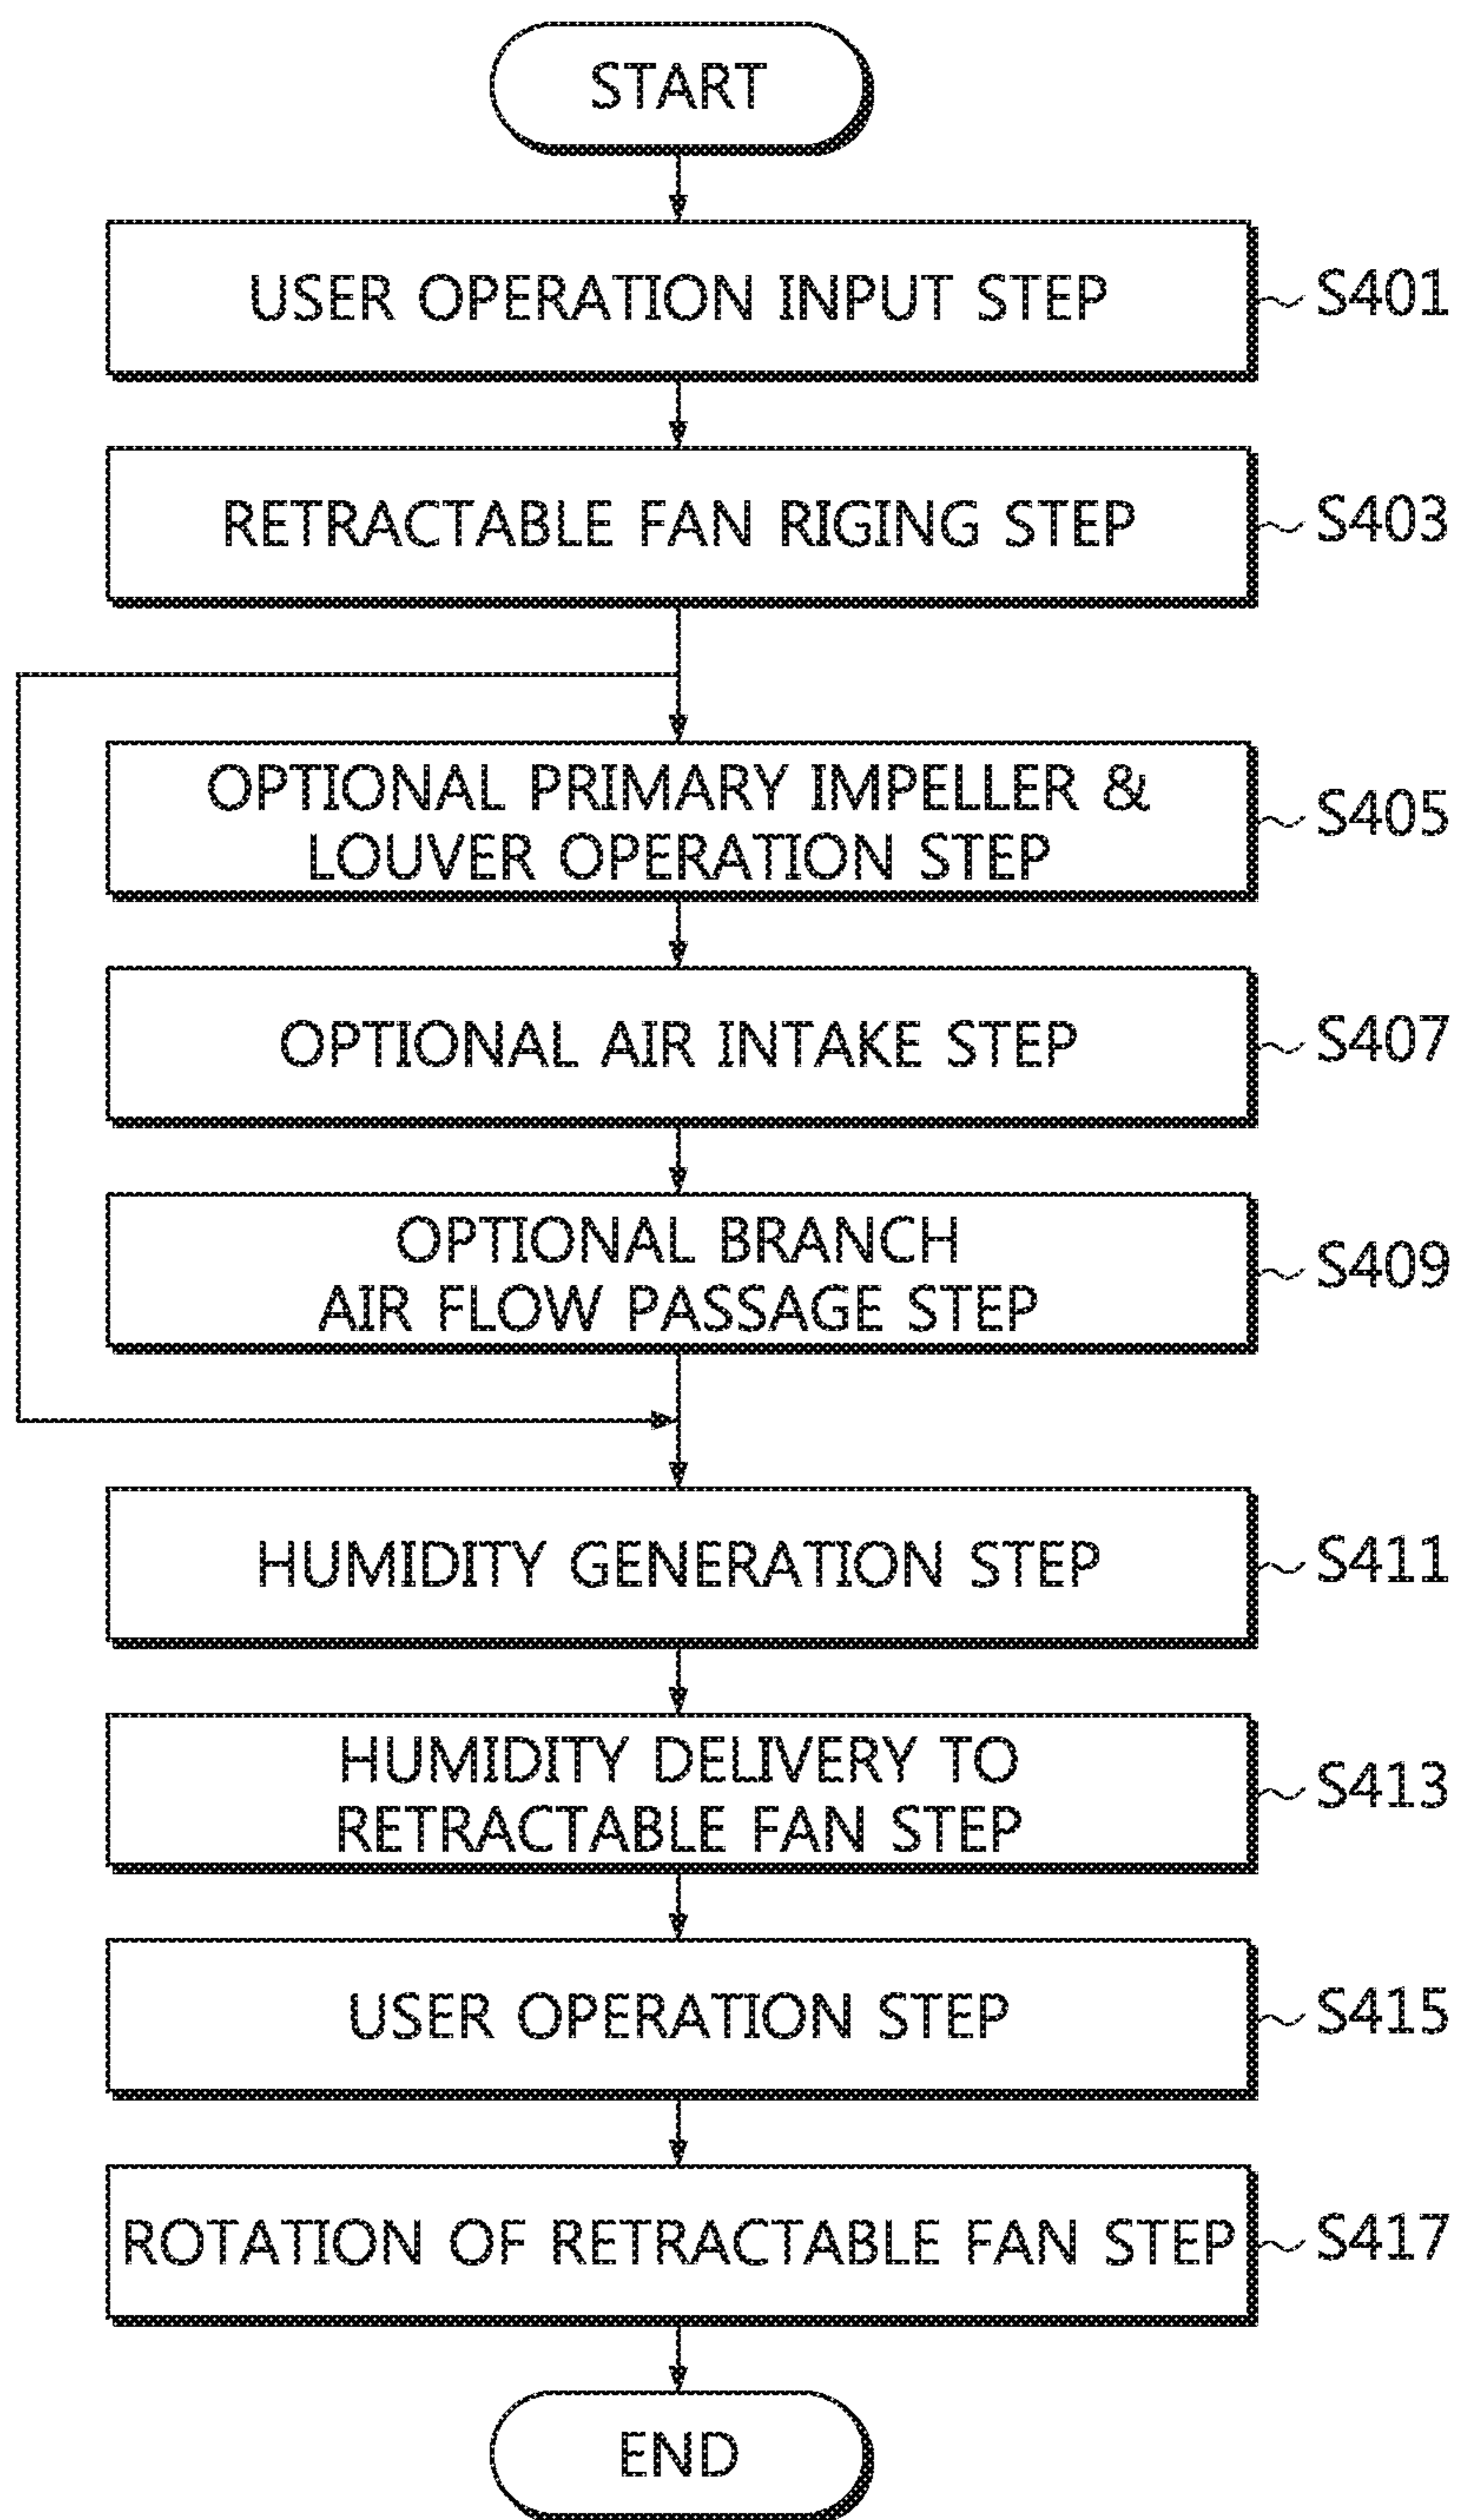 START
USER OPERATION INPUT STEP
S401
RETRACTABLE FAN RIGING STEP
S403
OPTIONAL PRIMARY IMPELLER &
LOUVER OPERATION STEP
S405
OPTIONAL AIR INTAKE STEP
S407
OPTIONAL BRANCH
AIR FLOW PASSAGE STEP
S409
HUMIDITY GENERATION STEP
S411
HUMIDITY DELIVERY TO
RETRACTABLE FAN STEP
S413
USER OPERATION STEP
S415
ROTATION OF RETRACTABLE FAN STEP
S417
END